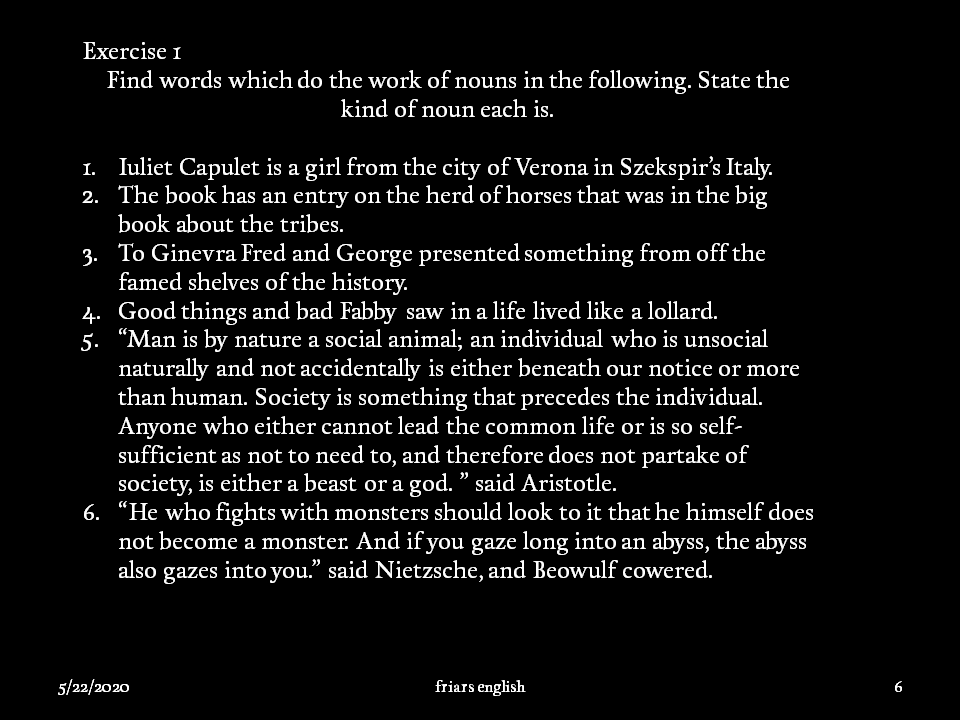 Exercise 1
Find words which do the work of nouns in the following. State the
kind of noun each is.
1. Iuliet Capulet is a girl from the city of Verona in Szekspir’s Italy.
2. The book has an entry on the herd of horses that was in the big
book about the tribes.
3. To Ginevra Fred and George presented something from off the
famed shelves of the history.
4. Good things and bad Fabby saw in a life lived like a lollard.
5. “Man is by nature a social animal; an individual who is unsocial
naturally and not accidentally is either beneath our notice or more
than human. Society is something that precedes the individual.
Anyone who either cannot lead the common life or is so self-
sufficient as not to need to, and therefore does not partake of
society, is either a beast or a god. ” said Aristotle.
6. “He who fights with monsters should look to it that he himself does
not become a monster. And if you gaze long into an abyss, the abyss
also gazes into you.” said Nietzsche, and Beowulf cowered.
5/22/2020
friars english
6